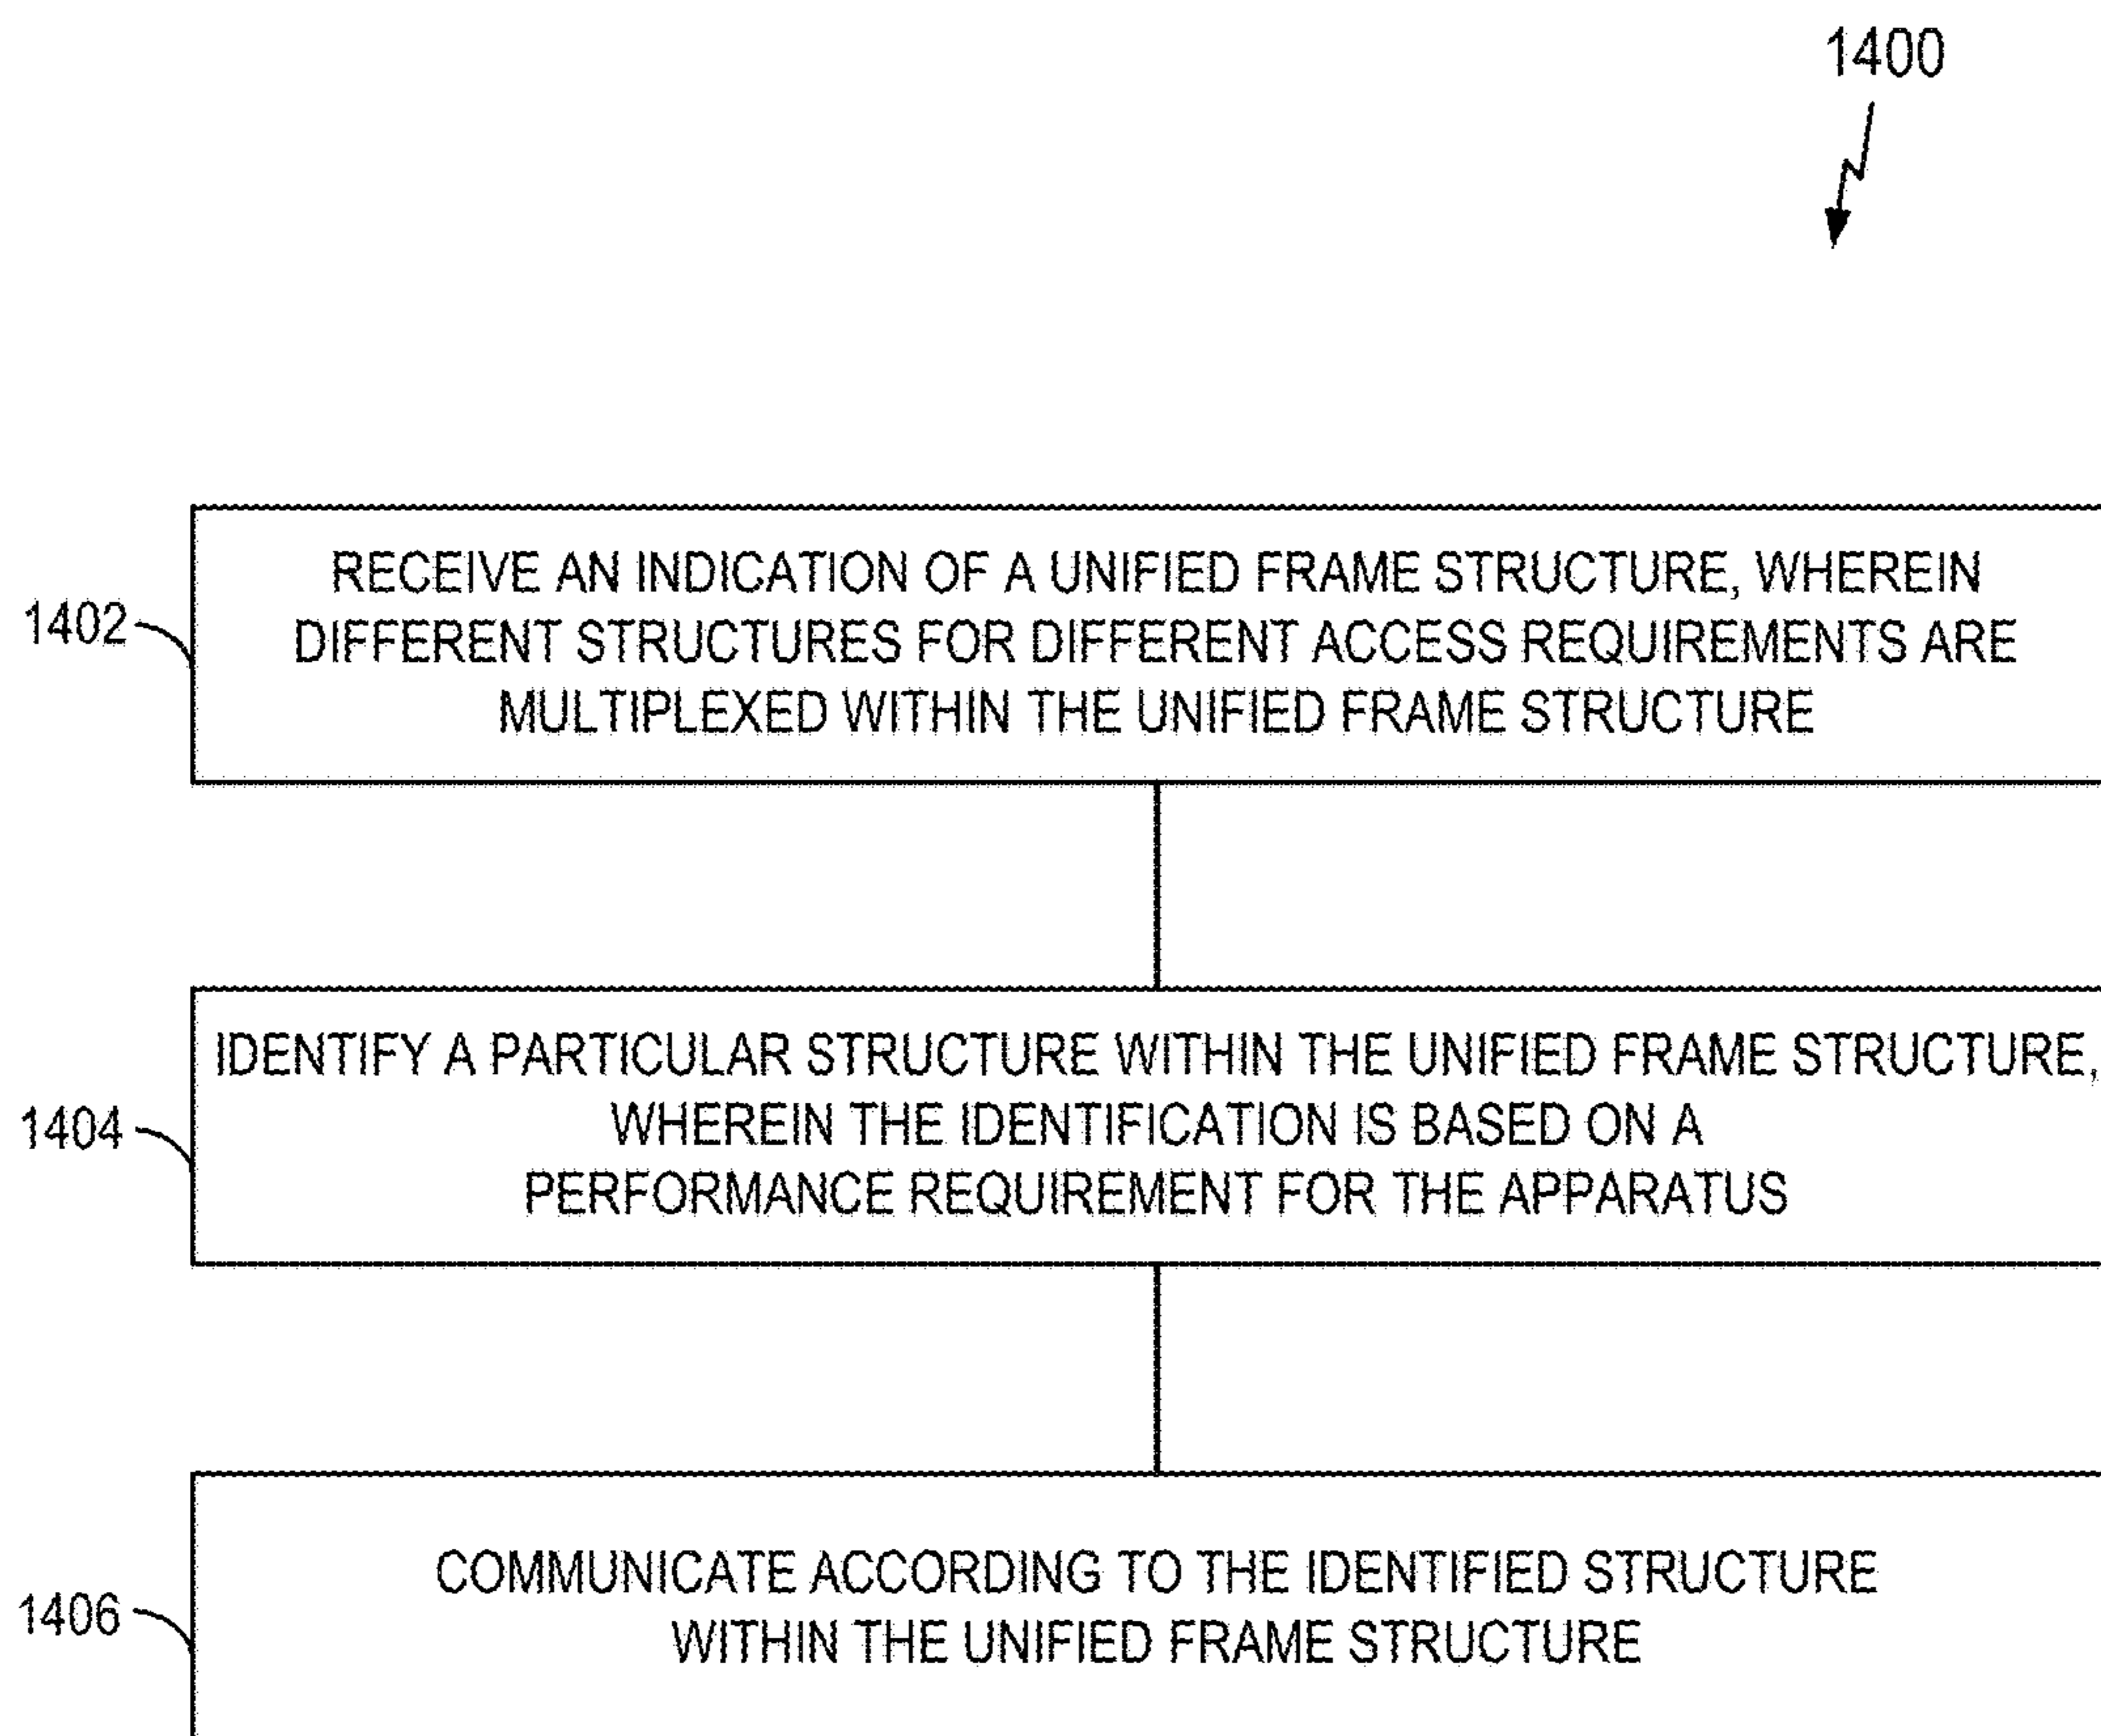 1400
1402
RECEIVE AN INDICATION OF A UNIFIED FRAME STRUCTURE, WHEREIN
DIFFERENT STRUCTURES FOR DIFFERENT ACCESS REQUIREMENTS ARE
MULTIPLEXED WITHIN THE UNIFIED FRAME STRUCTURE
1404
IDENTIFY A PARTICULAR STRUCTURE WITHIN THE UNIFIED FRAME STRUCTURE,
WHEREIN THE IDENTIFICATION IS BASED ON A
PERFORMANCE REQUIREMENT FOR THE APPARATUS
1406
COMMUNICATE ACCORDING TO THE IDENTIFIED STRUCTURE
WITHIN THE UNIFIED FRAME STRUCTURE